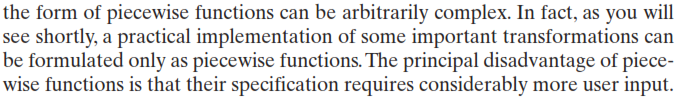 the form of piecewise functions can be arbitrarily complex. In fact, as you will
see shortly, a practical implementation of some important transformations can
be formulated only as piecewise functions. The principal disadvantage of piece-
wise functions is that their specification requires considerably more user input.